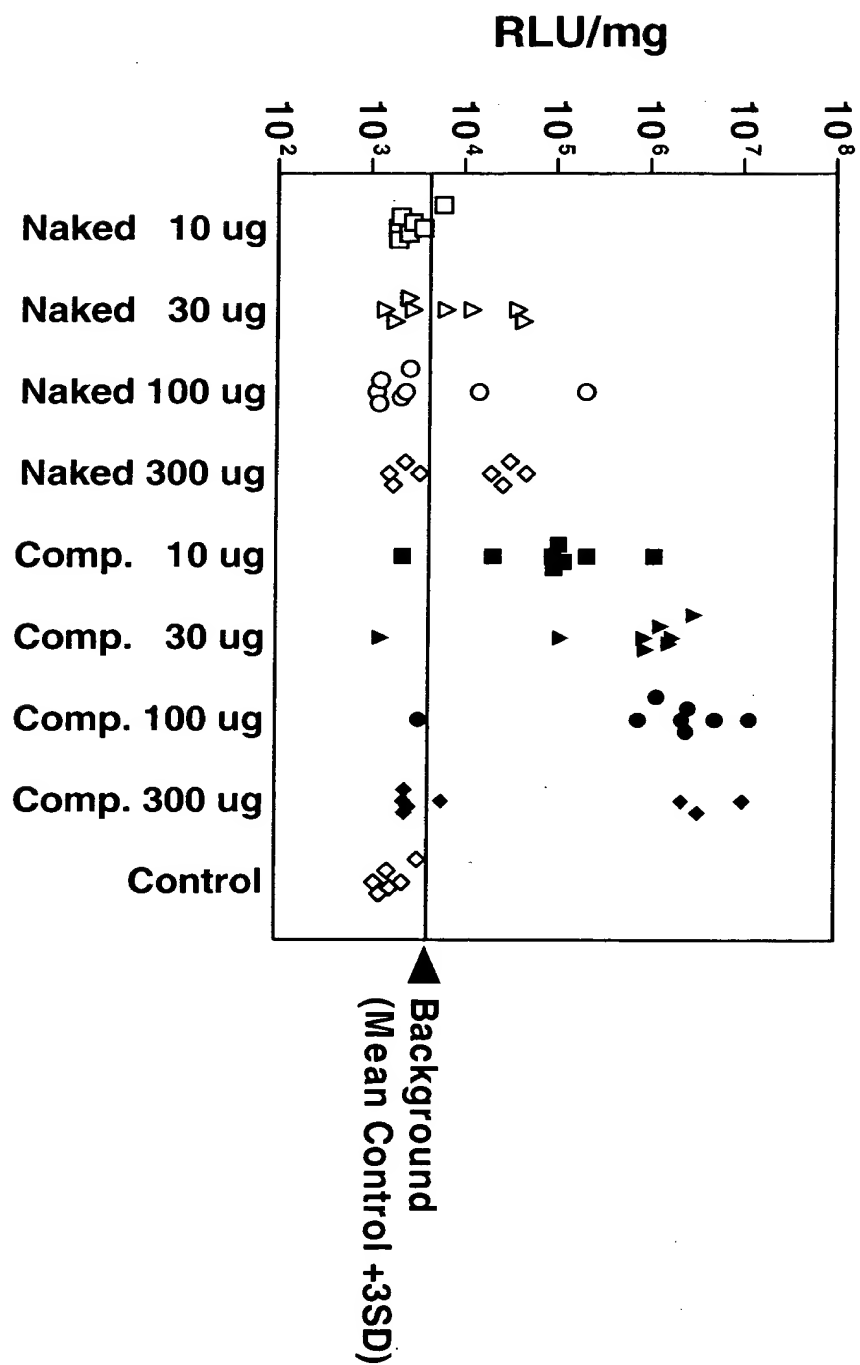 RLU/mg
10² 10³ 10⁴ 10⁵ 10⁶ 10⁷ 10⁸
Naked 10 ug
Naked 30 ug
Naked 100 ug
Naked 300 ug
Comp. 10 ug
Comp. 30 ug
Comp. 100 ug
Comp. 300 ug
Control
Background
(Mean Control +3SD)